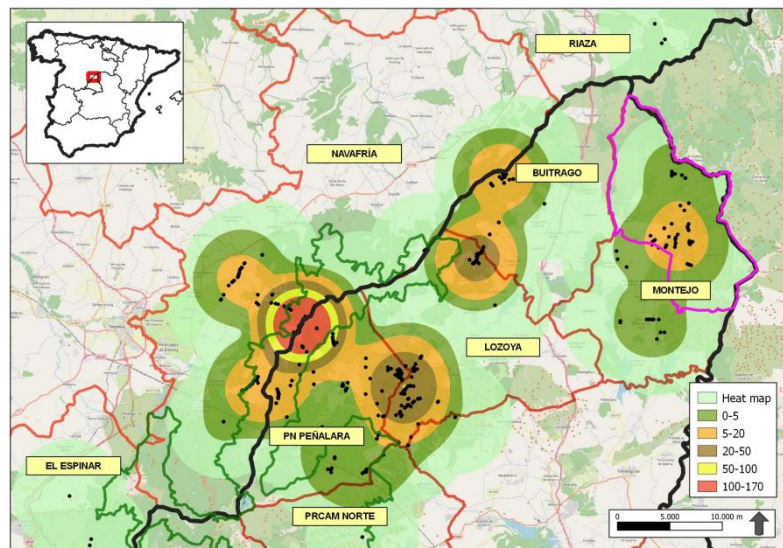 RIAZA
NAVAFRÍA
BUITRAGO
MONTEJO
LOZOYA
PN PEÑALARA
EL ESPINAR
PRCAM NORTE
Heat map
0-5
5-20
20-50
50-100
100-170
0 5.000 10.000 m